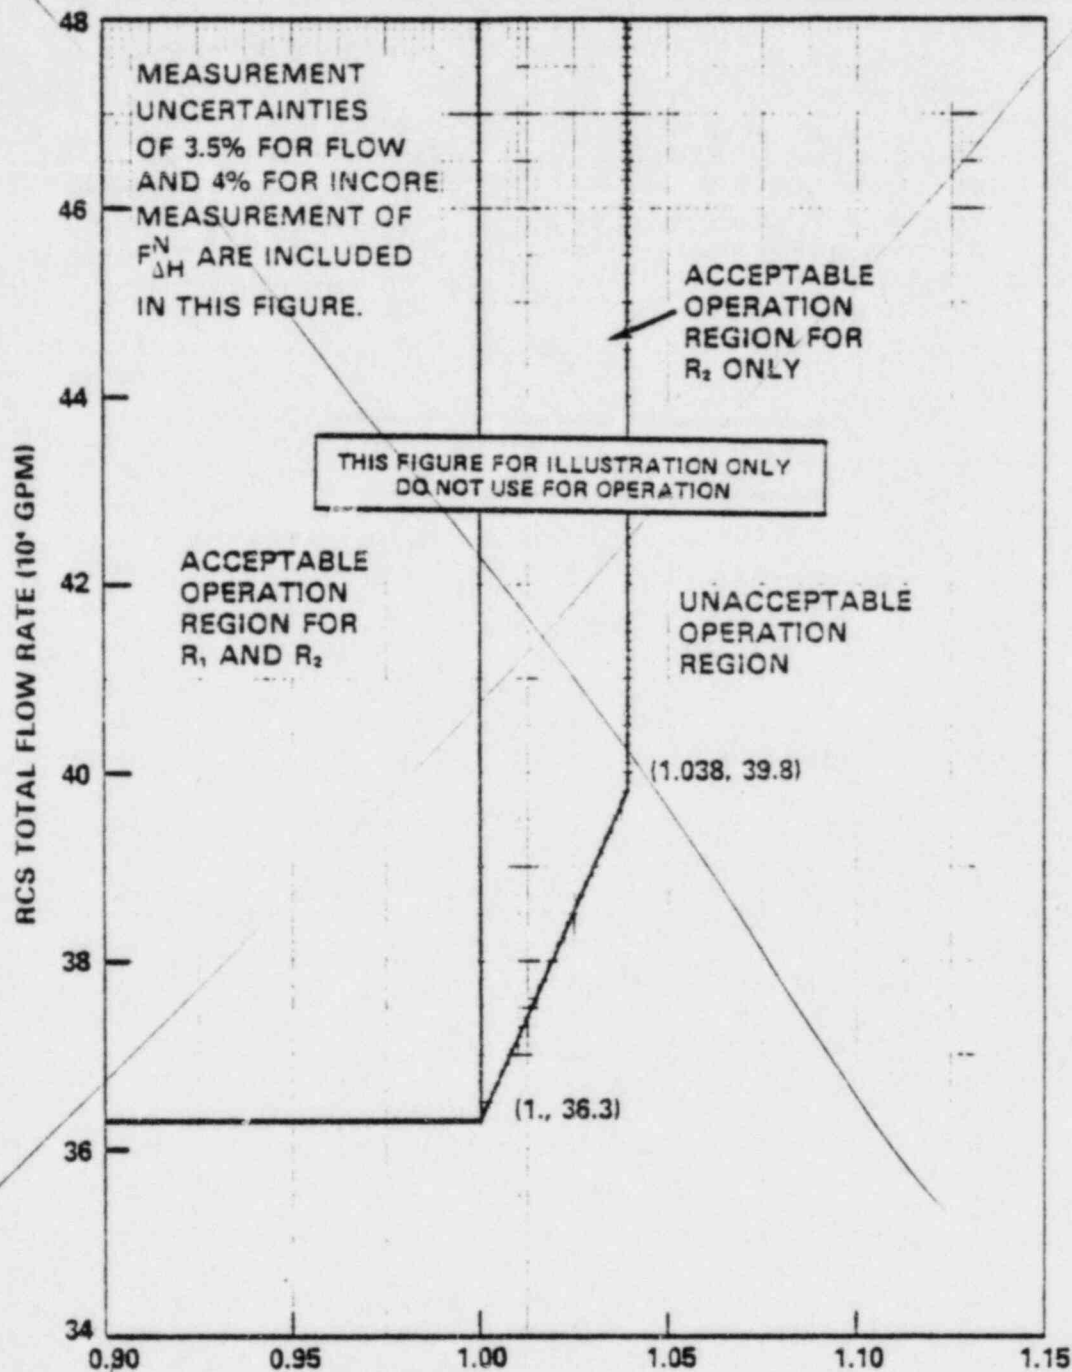 48
MEASUREMENT
UNCERTAINTIES
OF 3.5% FOR FLOW
AND 4% FOR INCORE
MEASUREMENT OF
F^N_ΔH ARE INCLUDED
IN THIS FIGURE.
46
ACCEPTABLE
OPERATION
REGION FOR
R₂ ONLY
44
THIS FIGURE FOR ILLUSTRATION ONLY
DO NOT USE FOR OPERATION
RCS TOTAL FLOW RATE (10⁴ GPM)
42
ACCEPTABLE
OPERATION
REGION FOR
R₁ AND R₂
UNACCEPTABLE
OPERATION
REGION
40
(1.038, 39.8)
38
(1., 36.3)
36
34
0.90 0.95 1.00 1.05 1.10 1.15